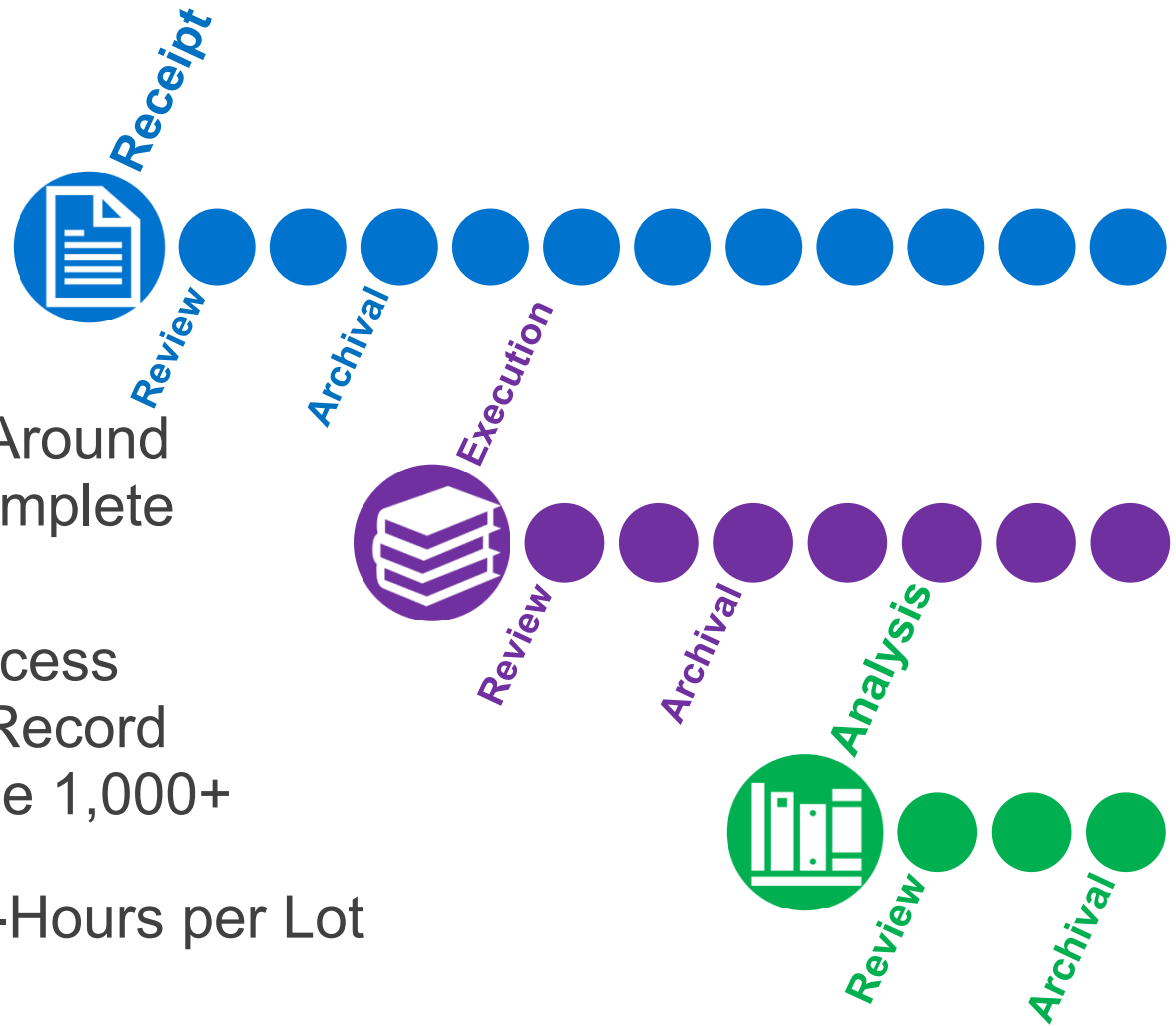 Receipt
Review
Archival
Execution
Around
mplete
Review
Archival
Analysis
cess
Record
e 1,000+
-Hours per Lot
Review
Archival